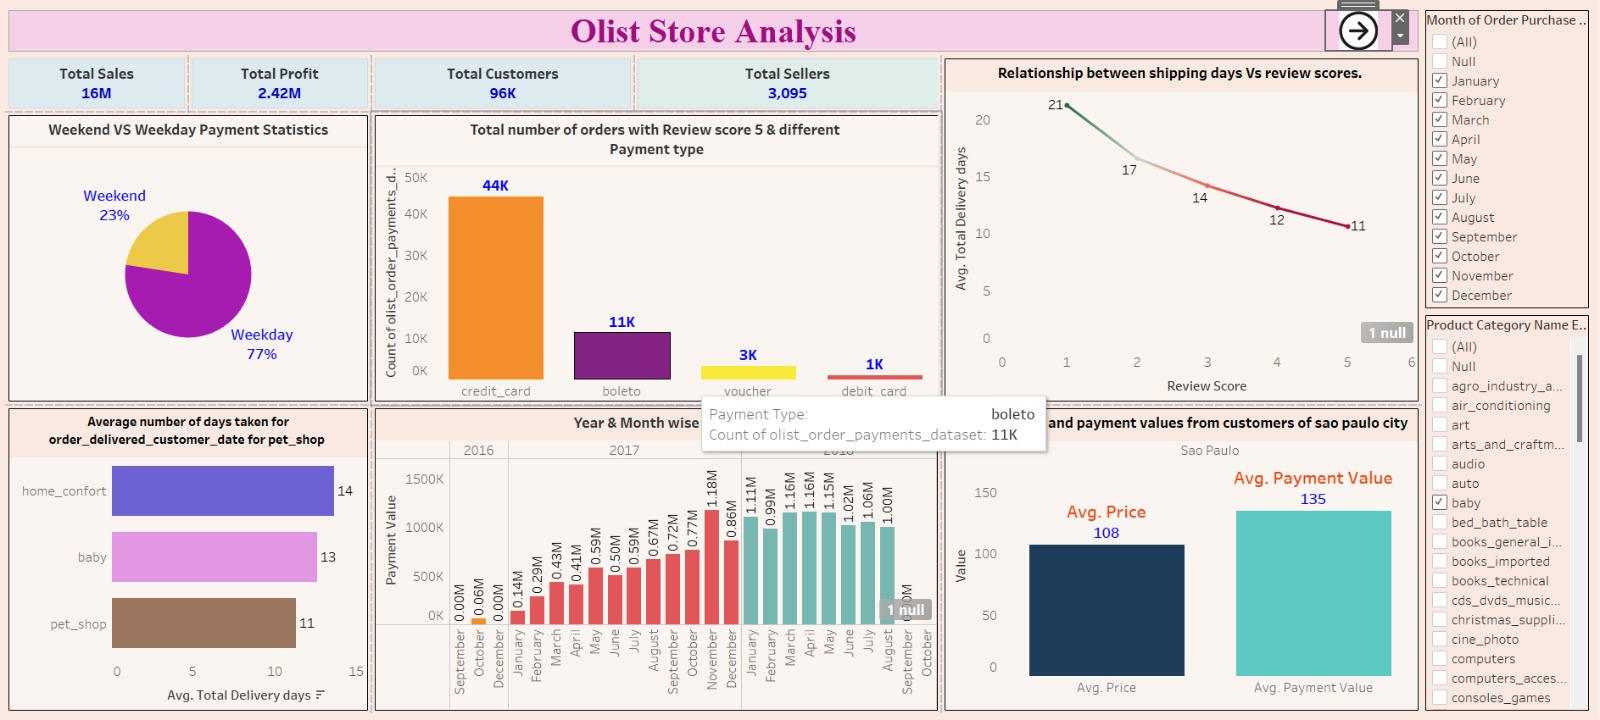 Olist Store Analysis
Total Sales
16M
Total Profit
2.42M
Total Customers
96K
Total Sellers
3,095
Weekend VS Weekday Payment Statistics
Weekend
23%
Weekday
77%
Total number of orders with Review score 5 & different
Payment type
Count of olist_order_payments_d..
50K
40K
30K
20K
10K
0K
44K
11K
3K
1K
credit_card
boleto
voucher
debit_card
Payment Type: boleto
Count of olist_order_payments_dataset: 11K
Relationship between shipping days Vs review scores.
Avg. Total Delivery days
20
15
10
5
0
21
17
14
12
11
1 null
0 1 2 3 4 5 6
Review Score
Average number of days taken for
order_delivered_customer_date for pet_shop
home_confort 14
baby 13
pet_shop 11
0 5 10 15
Avg. Total Delivery days
Year & Month wise
2016 2017 2018
Payment Value
1500K
1000K
500K
0K
0.00M
0.06M
0.00M
0.14M
0.29M
0.43M
0.41M
0.59M
0.50M
0.59M
0.67M
0.72M
0.77M
1.18M
0.86M
1.11M
0.99M
1.16M
1.16M
1.15M
1.02M
1.06M
1.00M
1 null
September
October
December
January
February
March
April
May
June
July
August
September
October
November
December
January
February
March
April
May
June
July
August
September
October
and payment values from customers of sao paulo city
Sao Paulo
Value
150
100
50
0
Avg. Price
108
Avg. Payment Value
135
Avg. Price
Avg. Payment Value
Month of Order Purchase ..
(All)
Null
January
February
March
April
May
June
July
August
September
October
November
December
Product Category Name E..
(All)
Null
agro_industry_a...
air_conditioning
art
arts_and_craftm...
audio
auto
baby
bed_bath_table
books_general_i...
books_imported
books_technical
cds_dvds_music...
christmas_suppli...
cine_photo
computers
computers_acces...
consoles_games